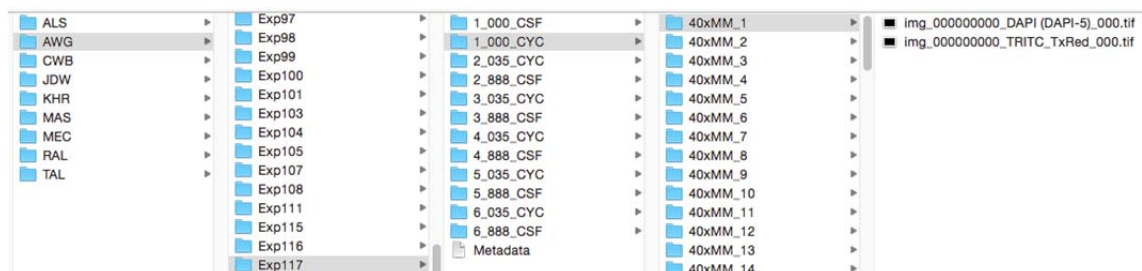 ALS
AWG
CWB
JDW
KHR
MAS
MEC
RAL
TAL
Exp97
Exp98
Exp99
Exp100
Exp101
Exp103
Exp104
Exp105
Exp107
Exp108
Exp111
Exp115
Exp116
Exp117
1_000_CSF
1_000_CYC
2_035_CYC
2_888_CSF
3_035_CYC
3_888_CSF
4_035_CYC
4_888_CSF
5_035_CYC
5_888_CSF
6_035_CYC
6_888_CSF
Metadata
40xMM_1
40xMM_2
40xMM_3
40xMM_4
40xMM_5
40xMM_6
40xMM_7
40xMM_8
40xMM_9
40xMM_10
40xMM_11
40xMM_12
40xMM_13
40xMM_14
img_000000000_DAPI (DAPI-5)_000.tif
img_000000000_TRITC_TxRed_000.tif